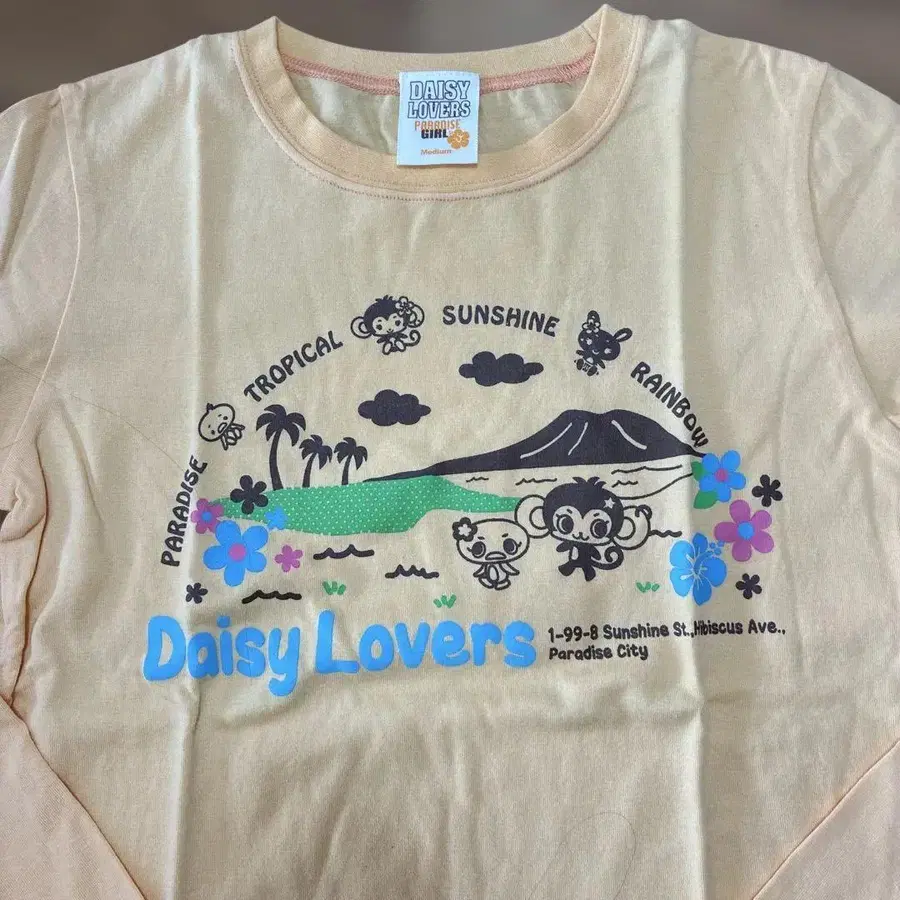 DAISY
LOVERS
PARADISE
GIRL
Medium
PARADISE TROPICAL SUNSHINE RAINBOW
Daisy Lovers
1-99-8 Sunshine St.,Hibiscus Ave.,
Paradise City